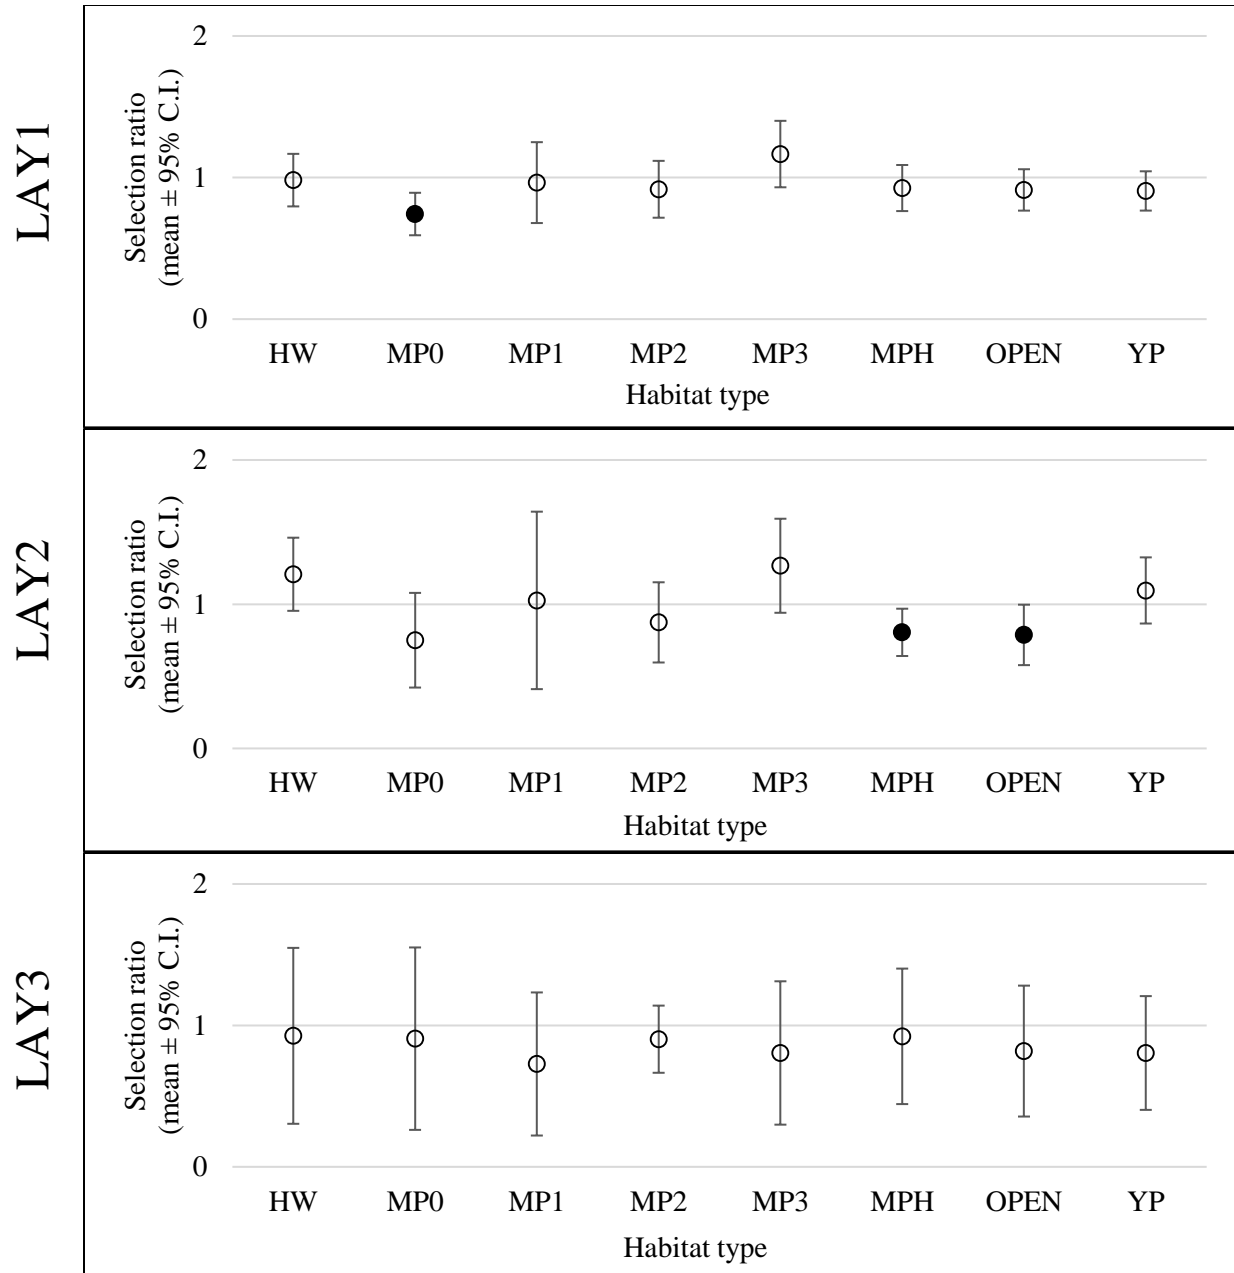 LAY1
Selection ratio
(mean ± 95% C.I.)
2
1
0
HW MP0 MP1 MP2 MP3 MPH OPEN YP
Habitat type
LAY2
Selection ratio
(mean ± 95% C.I.)
2
1
0
HW MP0 MP1 MP2 MP3 MPH OPEN YP
Habitat type
LAY3
Selection ratio
(mean ± 95% C.I.)
2
1
0
HW MP0 MP1 MP2 MP3 MPH OPEN YP
Habitat type